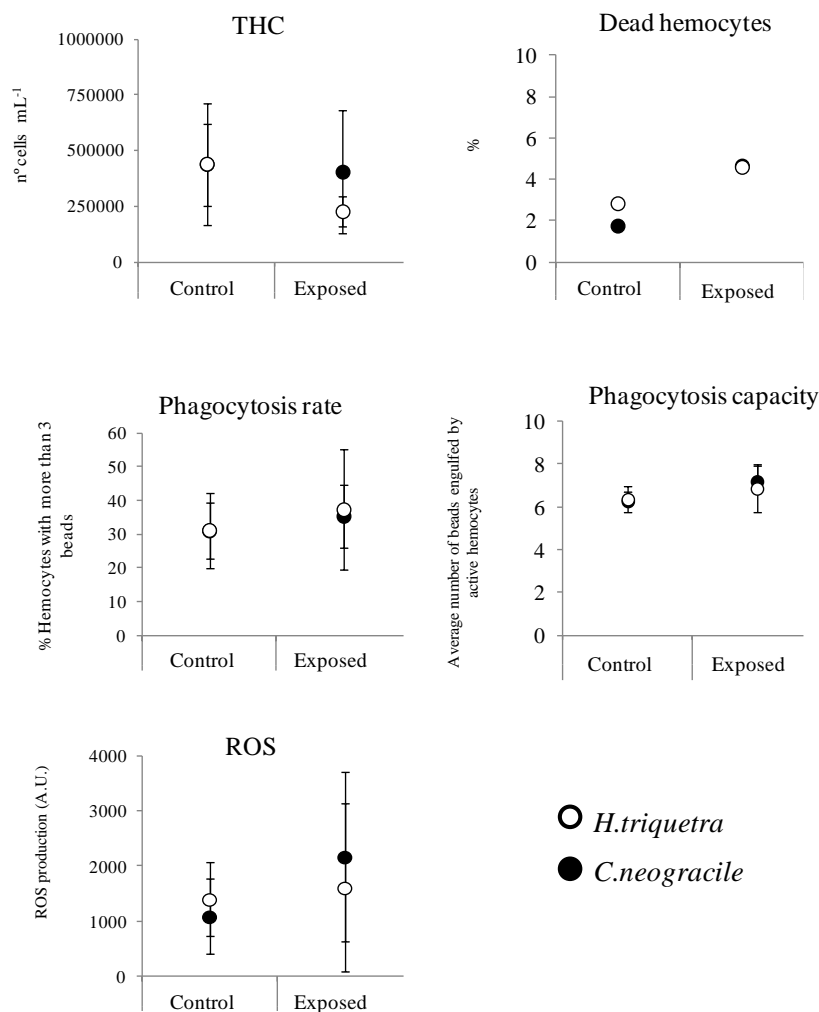 THC
nº cells mL-1
1000000
750000
500000
250000
0
Control Exposed
Dead hemocytes
%
10
8
6
4
2
0
Control Exposed
Phagocytosis rate
% Hemocytes with more than 3
beads
60
50
40
30
20
10
0
Control Exposed
Phagocytosis capacity
Average number of beads engulfed by
active hemocytes
10
8
6
4
2
0
Control Exposed
ROS
ROS production (A.U.)
4000
3000
2000
1000
0
Control Exposed
H.triquetra
C.neogracile